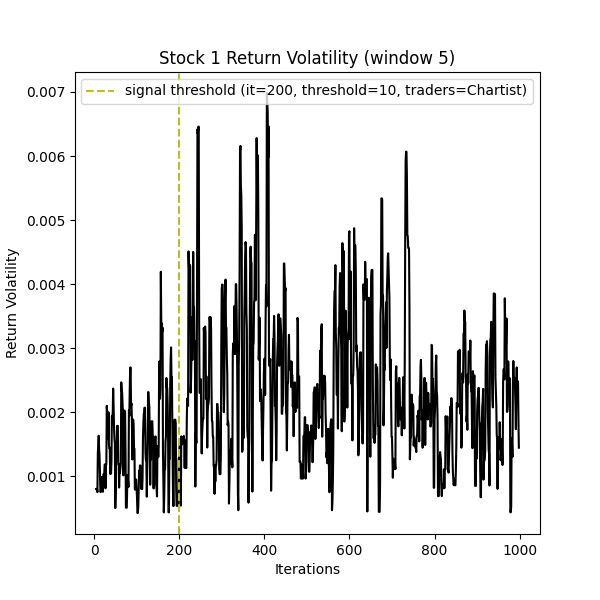 Stock 1 Return Volatility (window 5)
signal threshold (it=200, threshold=10, traders=Chartist)
0.007
0.006
0.005
0.004
0.003
0.002
0.001
Return Volatility
0 200 400 600 800 1000
Iterations